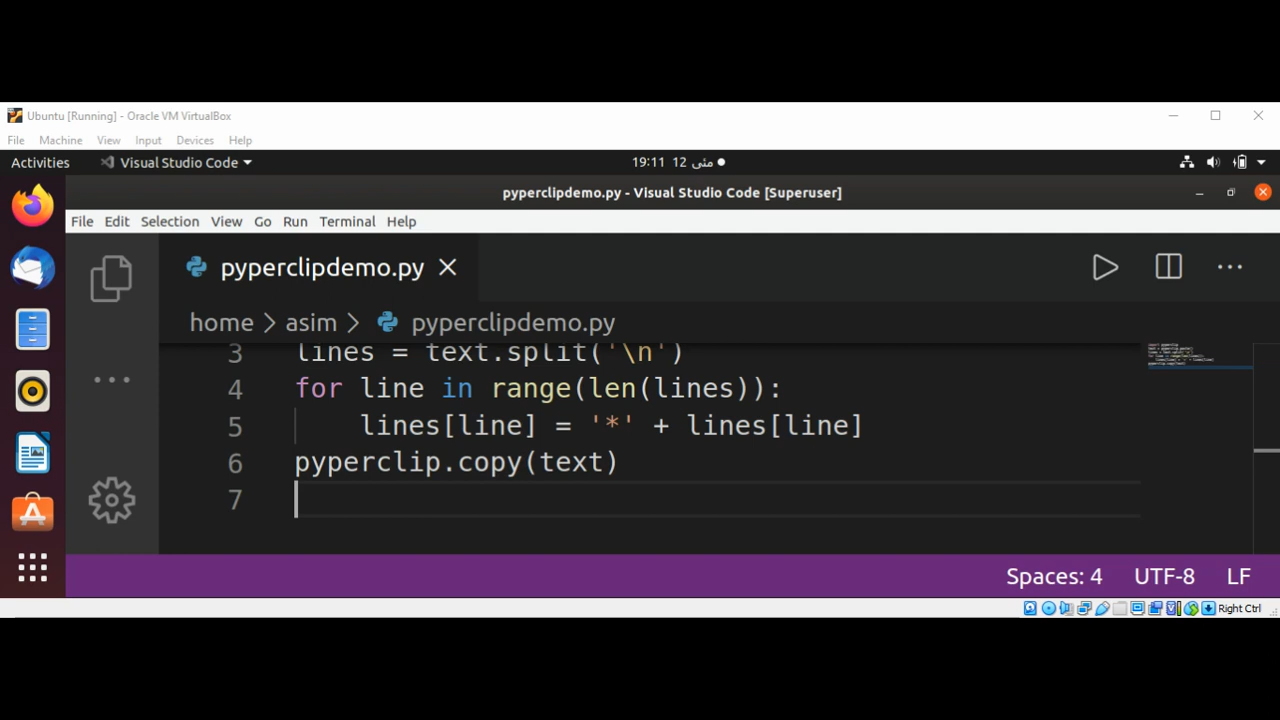 Ubuntu [Running] - Oracle VM VirtualBox
File Machine View Input Devices Help
Activities Visual Studio Code 19:11 12 مئی
pyperclipdemo.py - Visual Studio Code [Superuser]
File Edit Selection View Go Run Terminal Help
pyperclipdemo.py
home > asim > pyperclipdemo.py
3 lines = text.split('\n')
4 for line in range(len(lines)):
5 lines[line] = '*' + lines[line]
6 pyperclip.copy(text)
7
Spaces: 4 UTF-8 LF
Right Ctrl